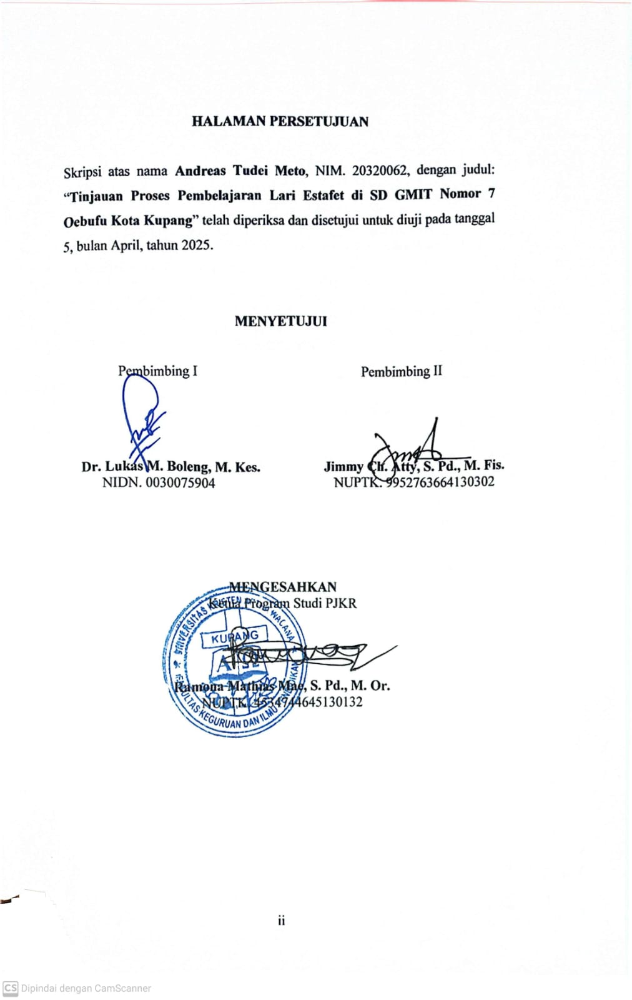 HALAMAN PERSETUJUAN
Skripsi atas nama Andreas Tudei Meto, NIM. 20320062, dengan judul:
“Tinjauan Proses Pembelajaran Lari Estafet di SD GMIT Nomor 7
Oebufu Kota Kupang” telah diperiksa dan disetujui untuk diuji pada tanggal
5, bulan April, tahun 2025.
MENYETUJUI
Pembimbing I
Pembimbing II
Dr. Lukas M. Boleng, M. Kes.
NIDN. 0030075904
Jimmy Ch. Atty, S. Pd., M. Fis.
NUPTK. 9952763664130302
MENGESAHKAN
Ketua Program Studi PJKR
UNIVERSITAS KRISTEN WACANA
KUPANG
FAKULTAS KEGURUAN DAN ILMU PENDIDIKAN
Ramona Mathias Mae, S. Pd., M. Or.
NUPTK. 4534744645130132
ii
CS Dipindai dengan CamScanner